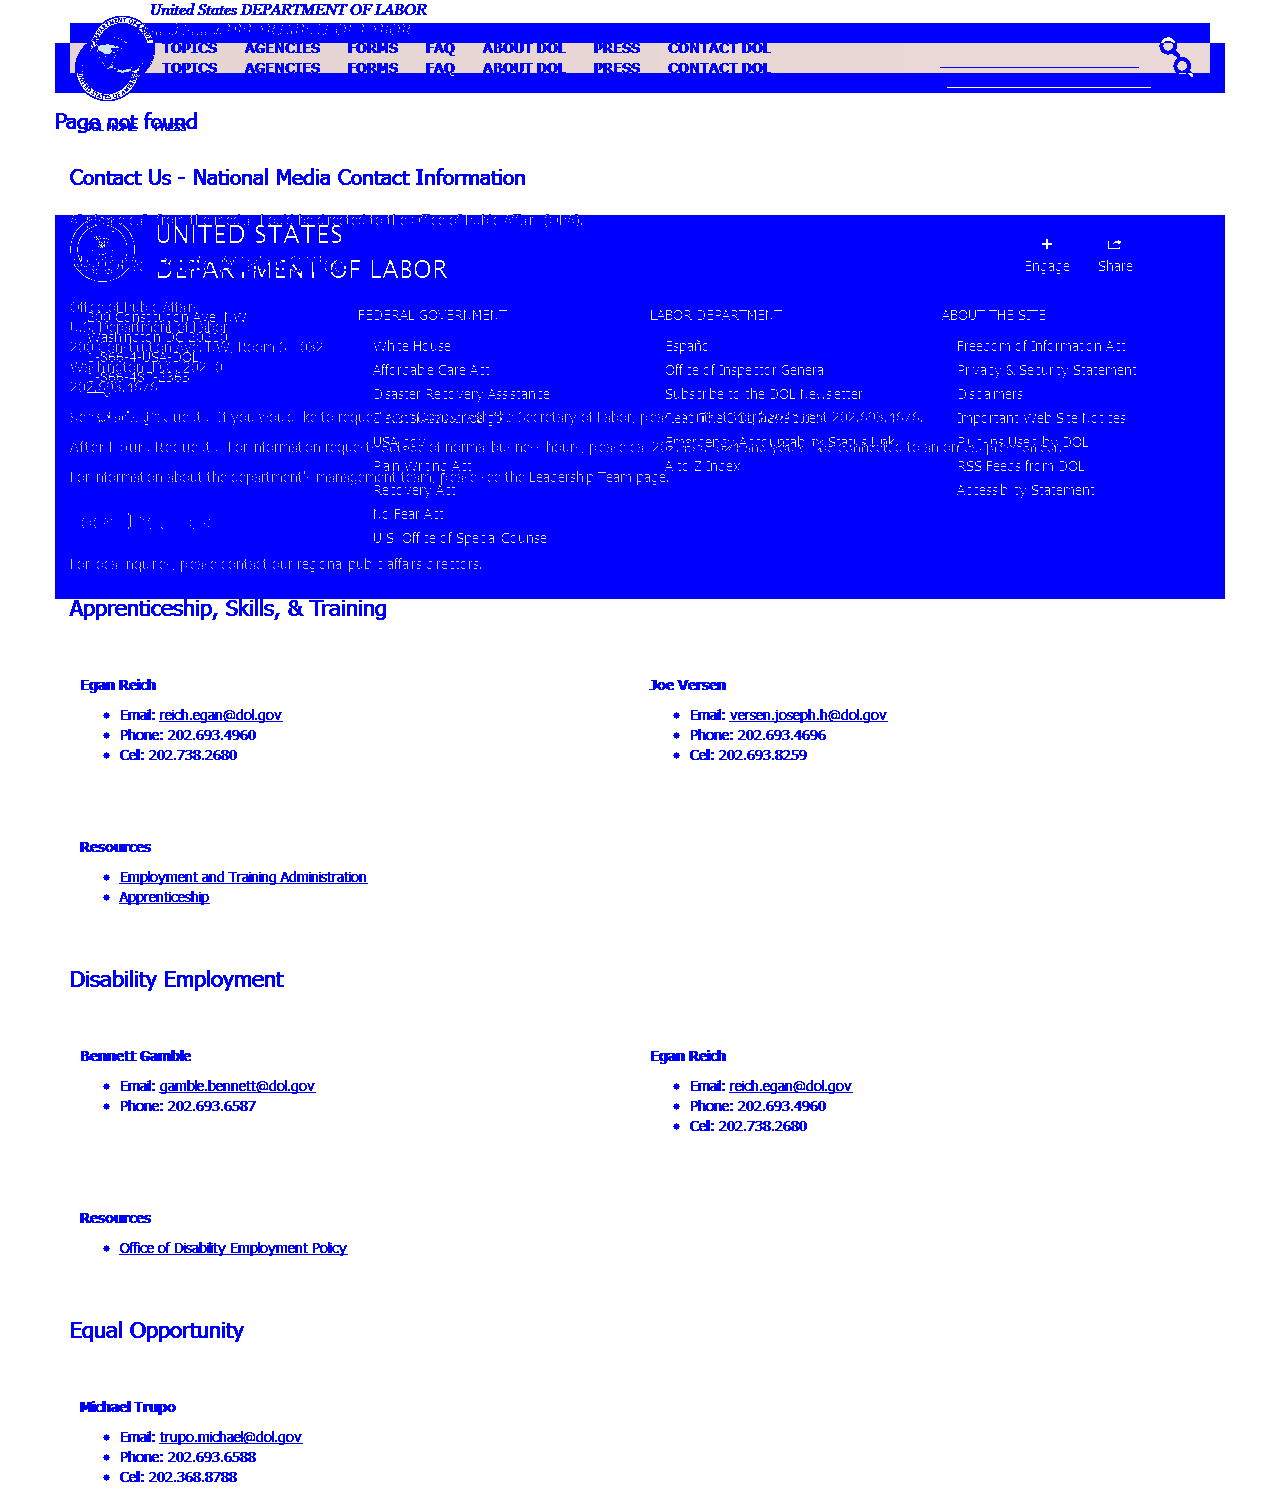 United States DEPARTMENT OF LABOR
TOPICS AGENCIES FORMS FAQ ABOUT DOL PRESS CONTACT DOL
TOPICS AGENCIES FORMS FAQ ABOUT DOL PRESS CONTACT DOL
Page not found
DOL HOME PRESS
Contact Us - National Media Contact Information
UNITED STATES
DEPARTMENT OF LABOR
Engage Share
Office of Public Affairs
200 Constitution Ave. NW
U.S. Department of Labor
Washington DC 20210
1-866-4-USA-DOL
202.693.4676
FEDERAL GOVERNMENT
White House
Affordable Care Act
Disaster Recovery Assistance
USA.gov
Plain Writing Act
Recovery Act
No Fear Act
U.S. Office of Special Counsel
LABOR DEPARTMENT
Español
Office of Inspector General
Subscribe to the DOL Newsletter
Emergency Accountability Status Link
A to Z Index
ABOUT THE SITE
Freedom of Information Act
Privacy & Security Statement
Disclaimers
Important Web Site Notices
Plug-ins Used by DOL
RSS Feeds from DOL
Accessibility Statement
For information about the department's management team, please see the Leadership Team page.
For local inquiries, please contact our regional public affairs directors.
Apprenticeship, Skills, & Training
Egan Reich
Email: reich.egan@dol.gov
Phone: 202.693.4960
Cell: 202.738.2680
Joe Versen
Email: versen.joseph.h@dol.gov
Phone: 202.693.4696
Cell: 202.693.8259
Resources
Employment and Training Administration
Apprenticeship
Disability Employment
Bennett Gamble
Email: gamble.bennett@dol.gov
Phone: 202.693.6587
Egan Reich
Email: reich.egan@dol.gov
Phone: 202.693.4960
Cell: 202.738.2680
Resources
Office of Disability Employment Policy
Equal Opportunity
Michael Trupo
Email: trupo.michael@dol.gov
Phone: 202.693.6588
Cell: 202.368.8788